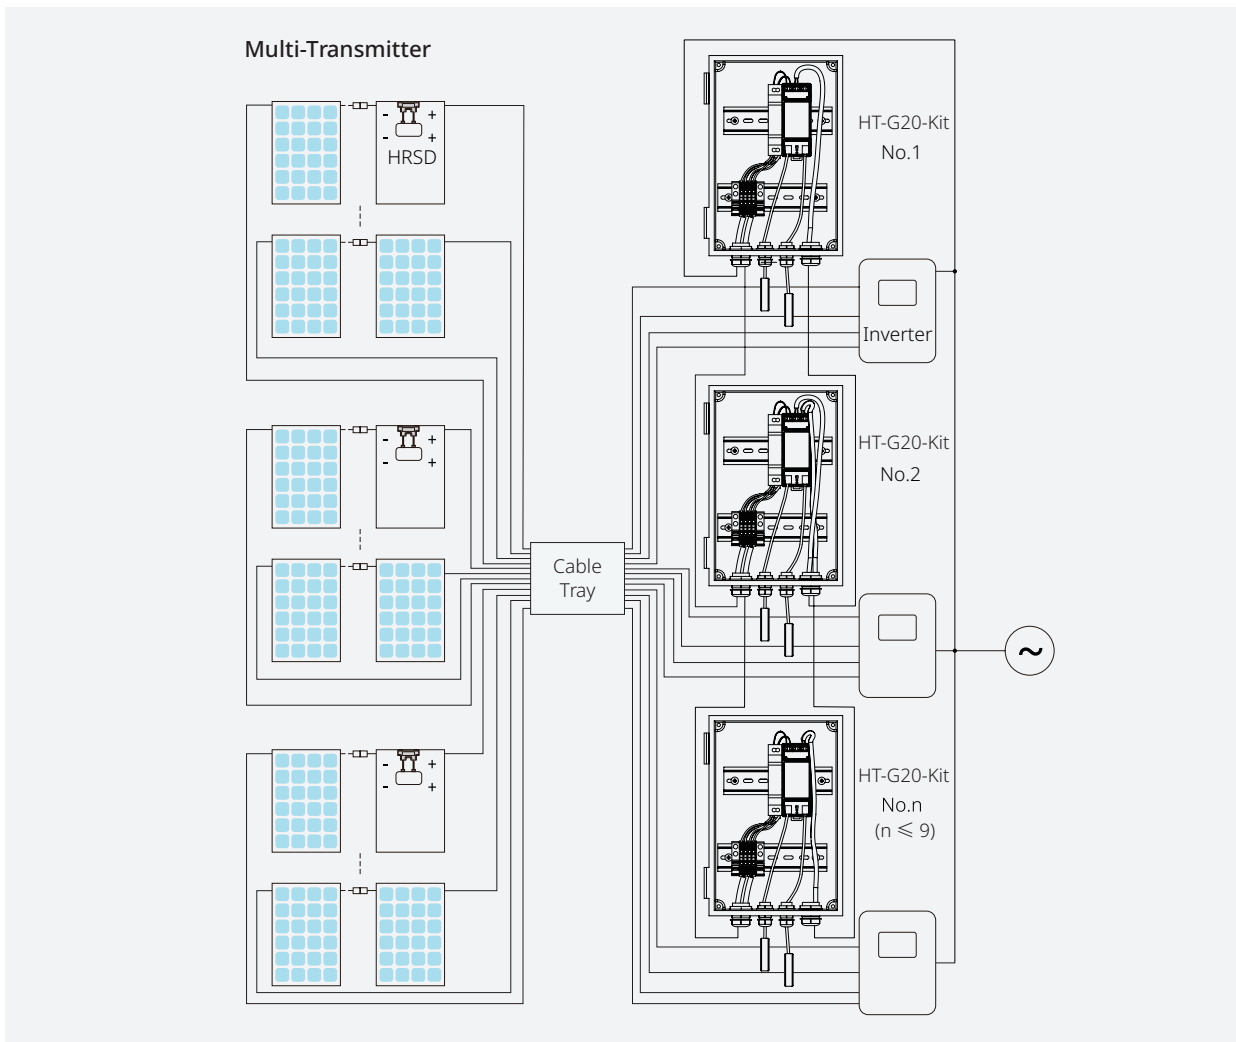 Multi-Transmitter
- +
- +
HRSD
HT-G20-Kit
No.1
Inverter
- +
- +
HT-G20-Kit
No.2
Cable
Tray
~
- +
- +
HT-G20-Kit
No.n
(n ⩽ 9)